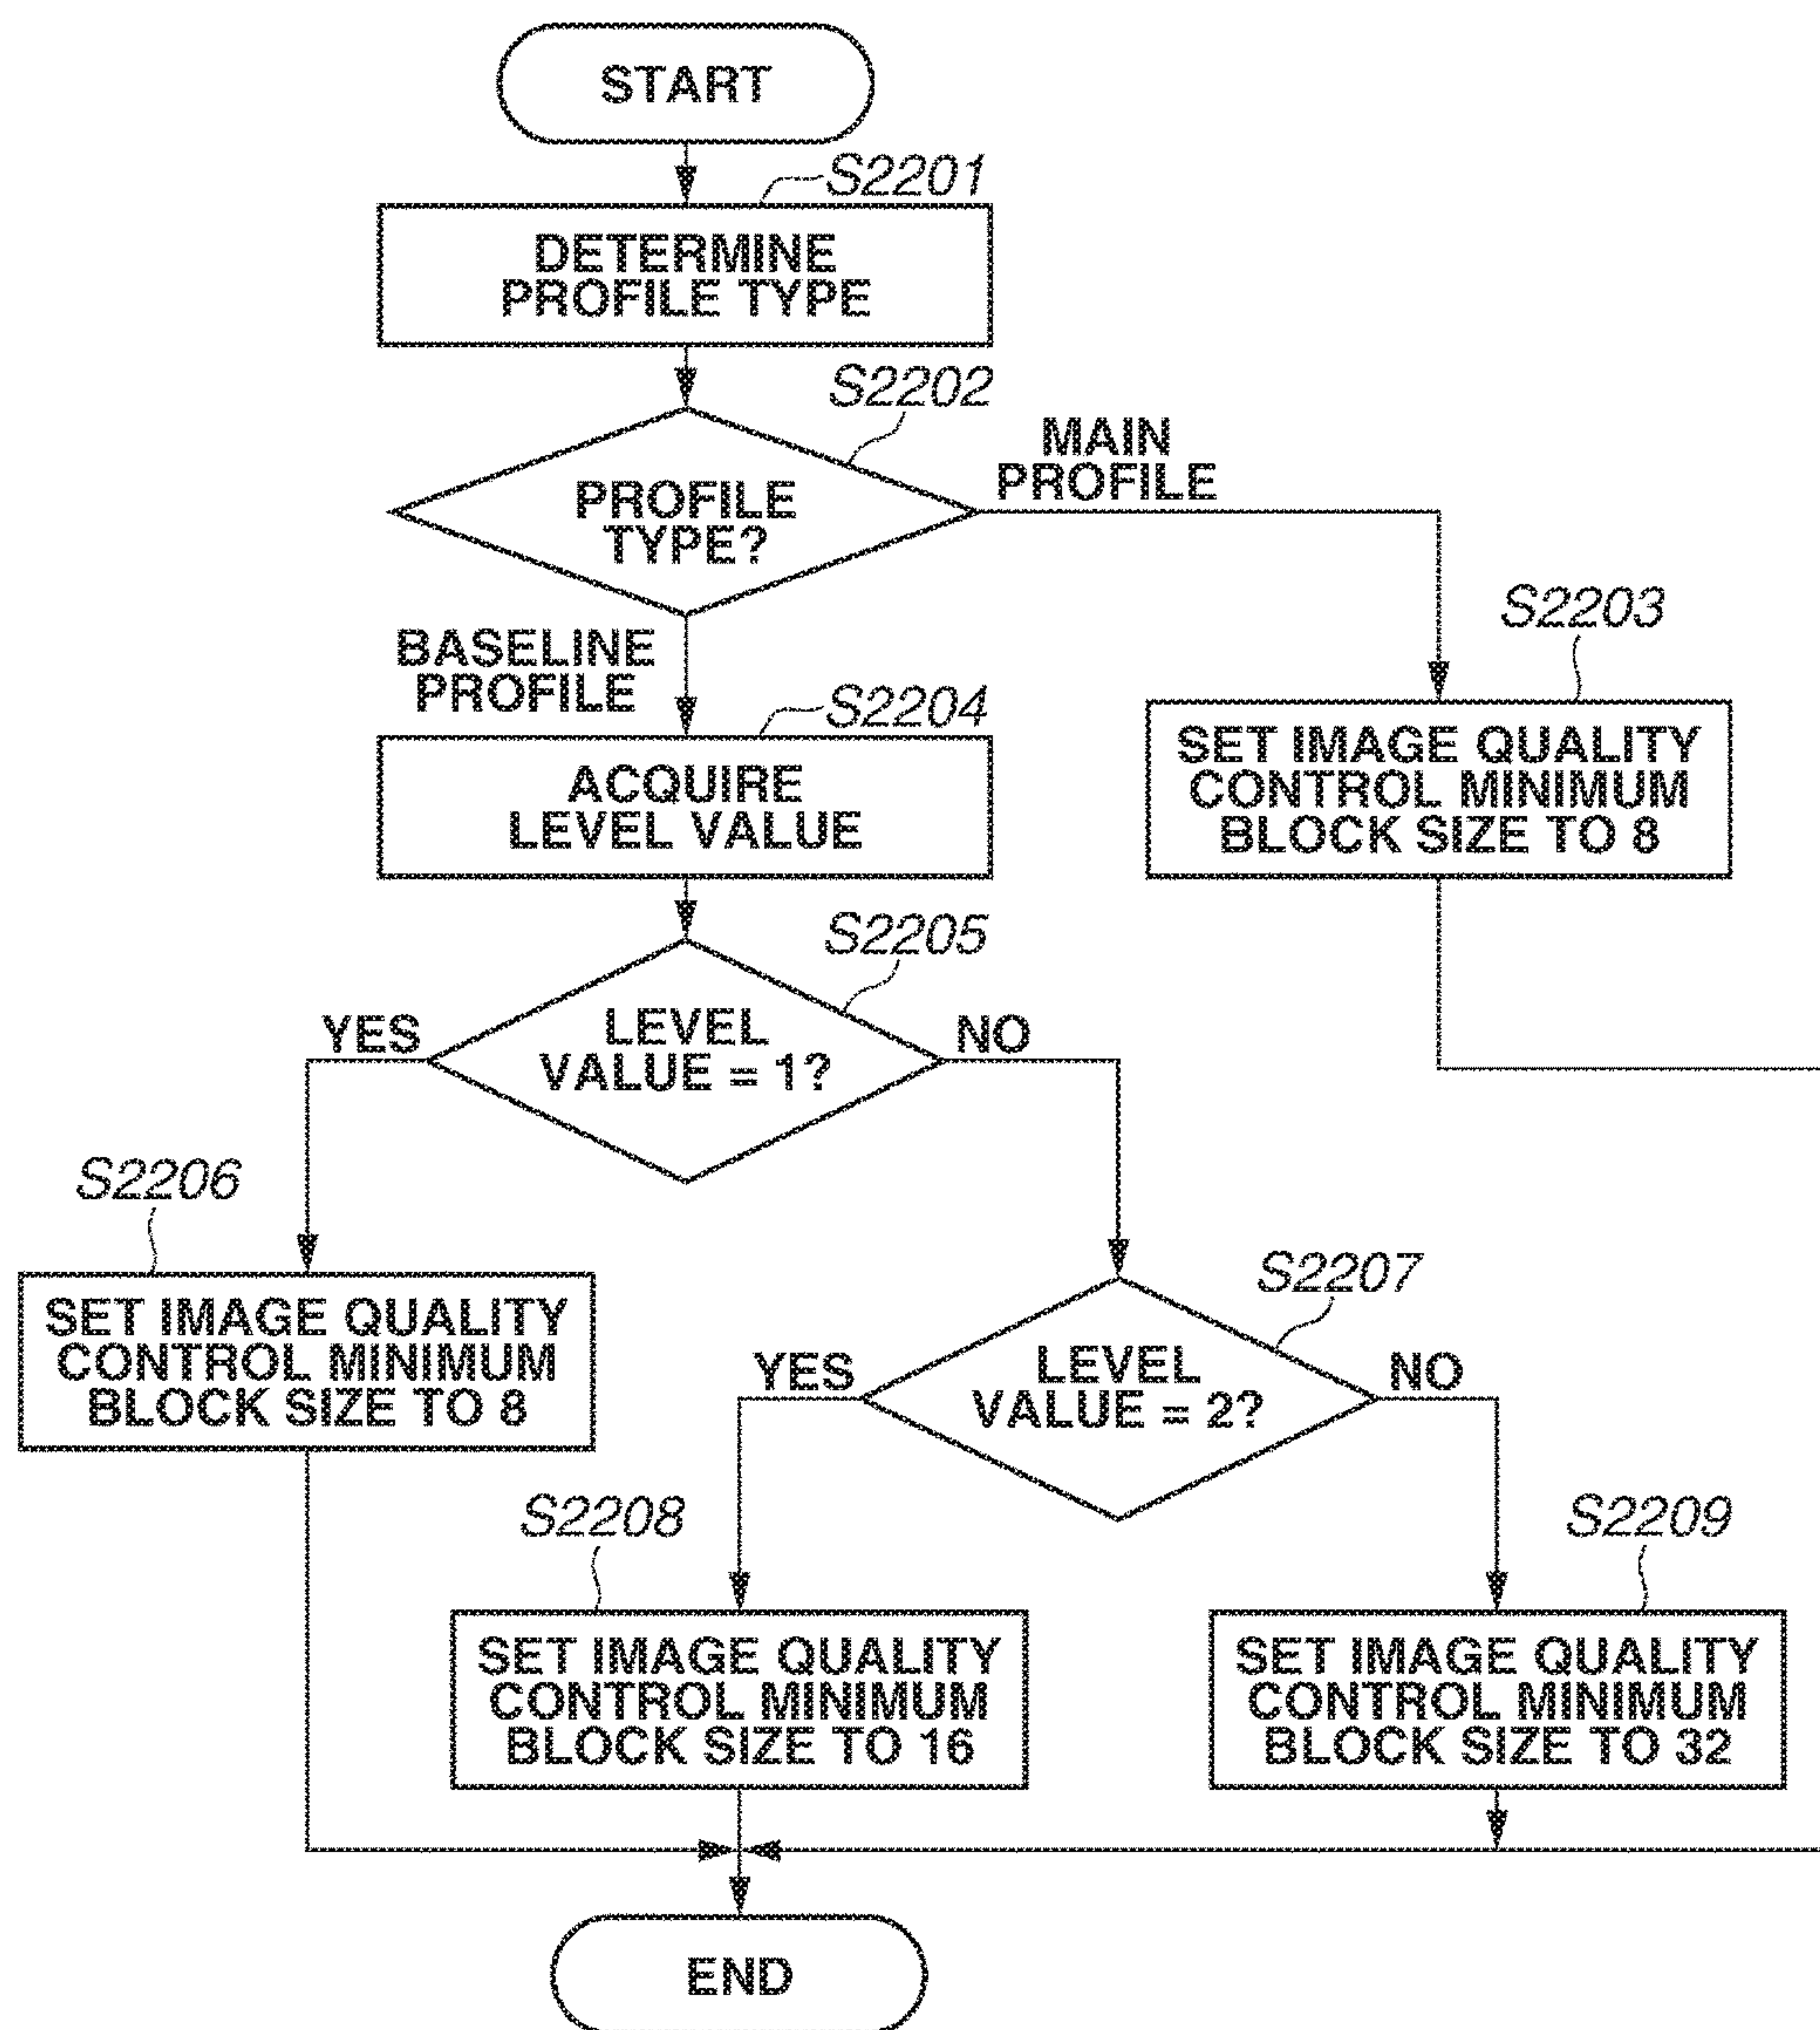 START
S2201
DETERMINE
PROFILE TYPE
S2202
MAIN
PROFILE
PROFILE
TYPE?
S2203
BASELINE
PROFILE
S2204
SET IMAGE QUALITY
CONTROL MINIMUM
BLOCK SIZE TO 8
ACQUIRE
LEVEL VALUE
S2205
YES
LEVEL
VALUE = 1?
NO
S2206
S2207
SET IMAGE QUALITY
CONTROL MINIMUM
BLOCK SIZE TO 8
YES
LEVEL
VALUE = 2?
NO
S2208
S2209
SET IMAGE QUALITY
CONTROL MINIMUM
BLOCK SIZE TO 16
SET IMAGE QUALITY
CONTROL MINIMUM
BLOCK SIZE TO 32
END